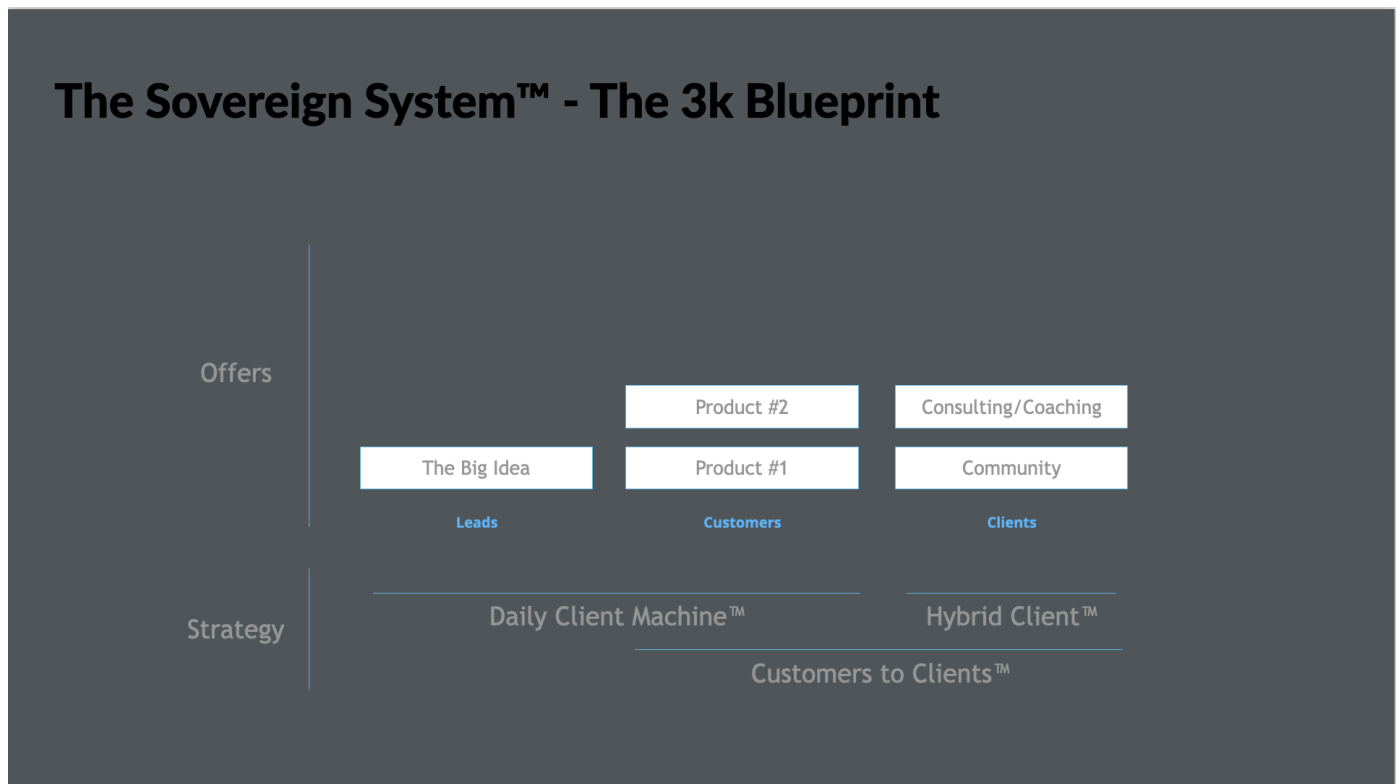 The Sovereign System™ - The 3k Blueprint
Offers
Product #2
Consulting/Coaching
The Big Idea
Product #1
Community
Leads
Customers
Clients
Strategy
Daily Client Machine™
Hybrid Client™
Customers to Clients™